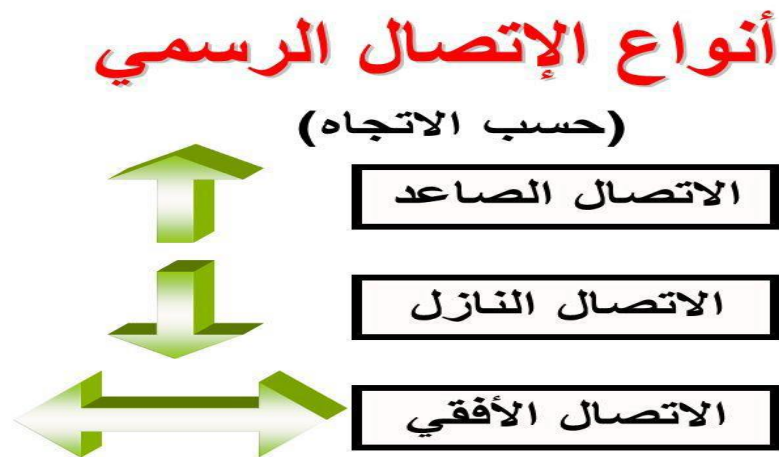 أنواع الإتصال الرسمي
(حسب الاتجاه)
الاتصال الصاعد
الاتصال النازل
الاتصال الأفقي